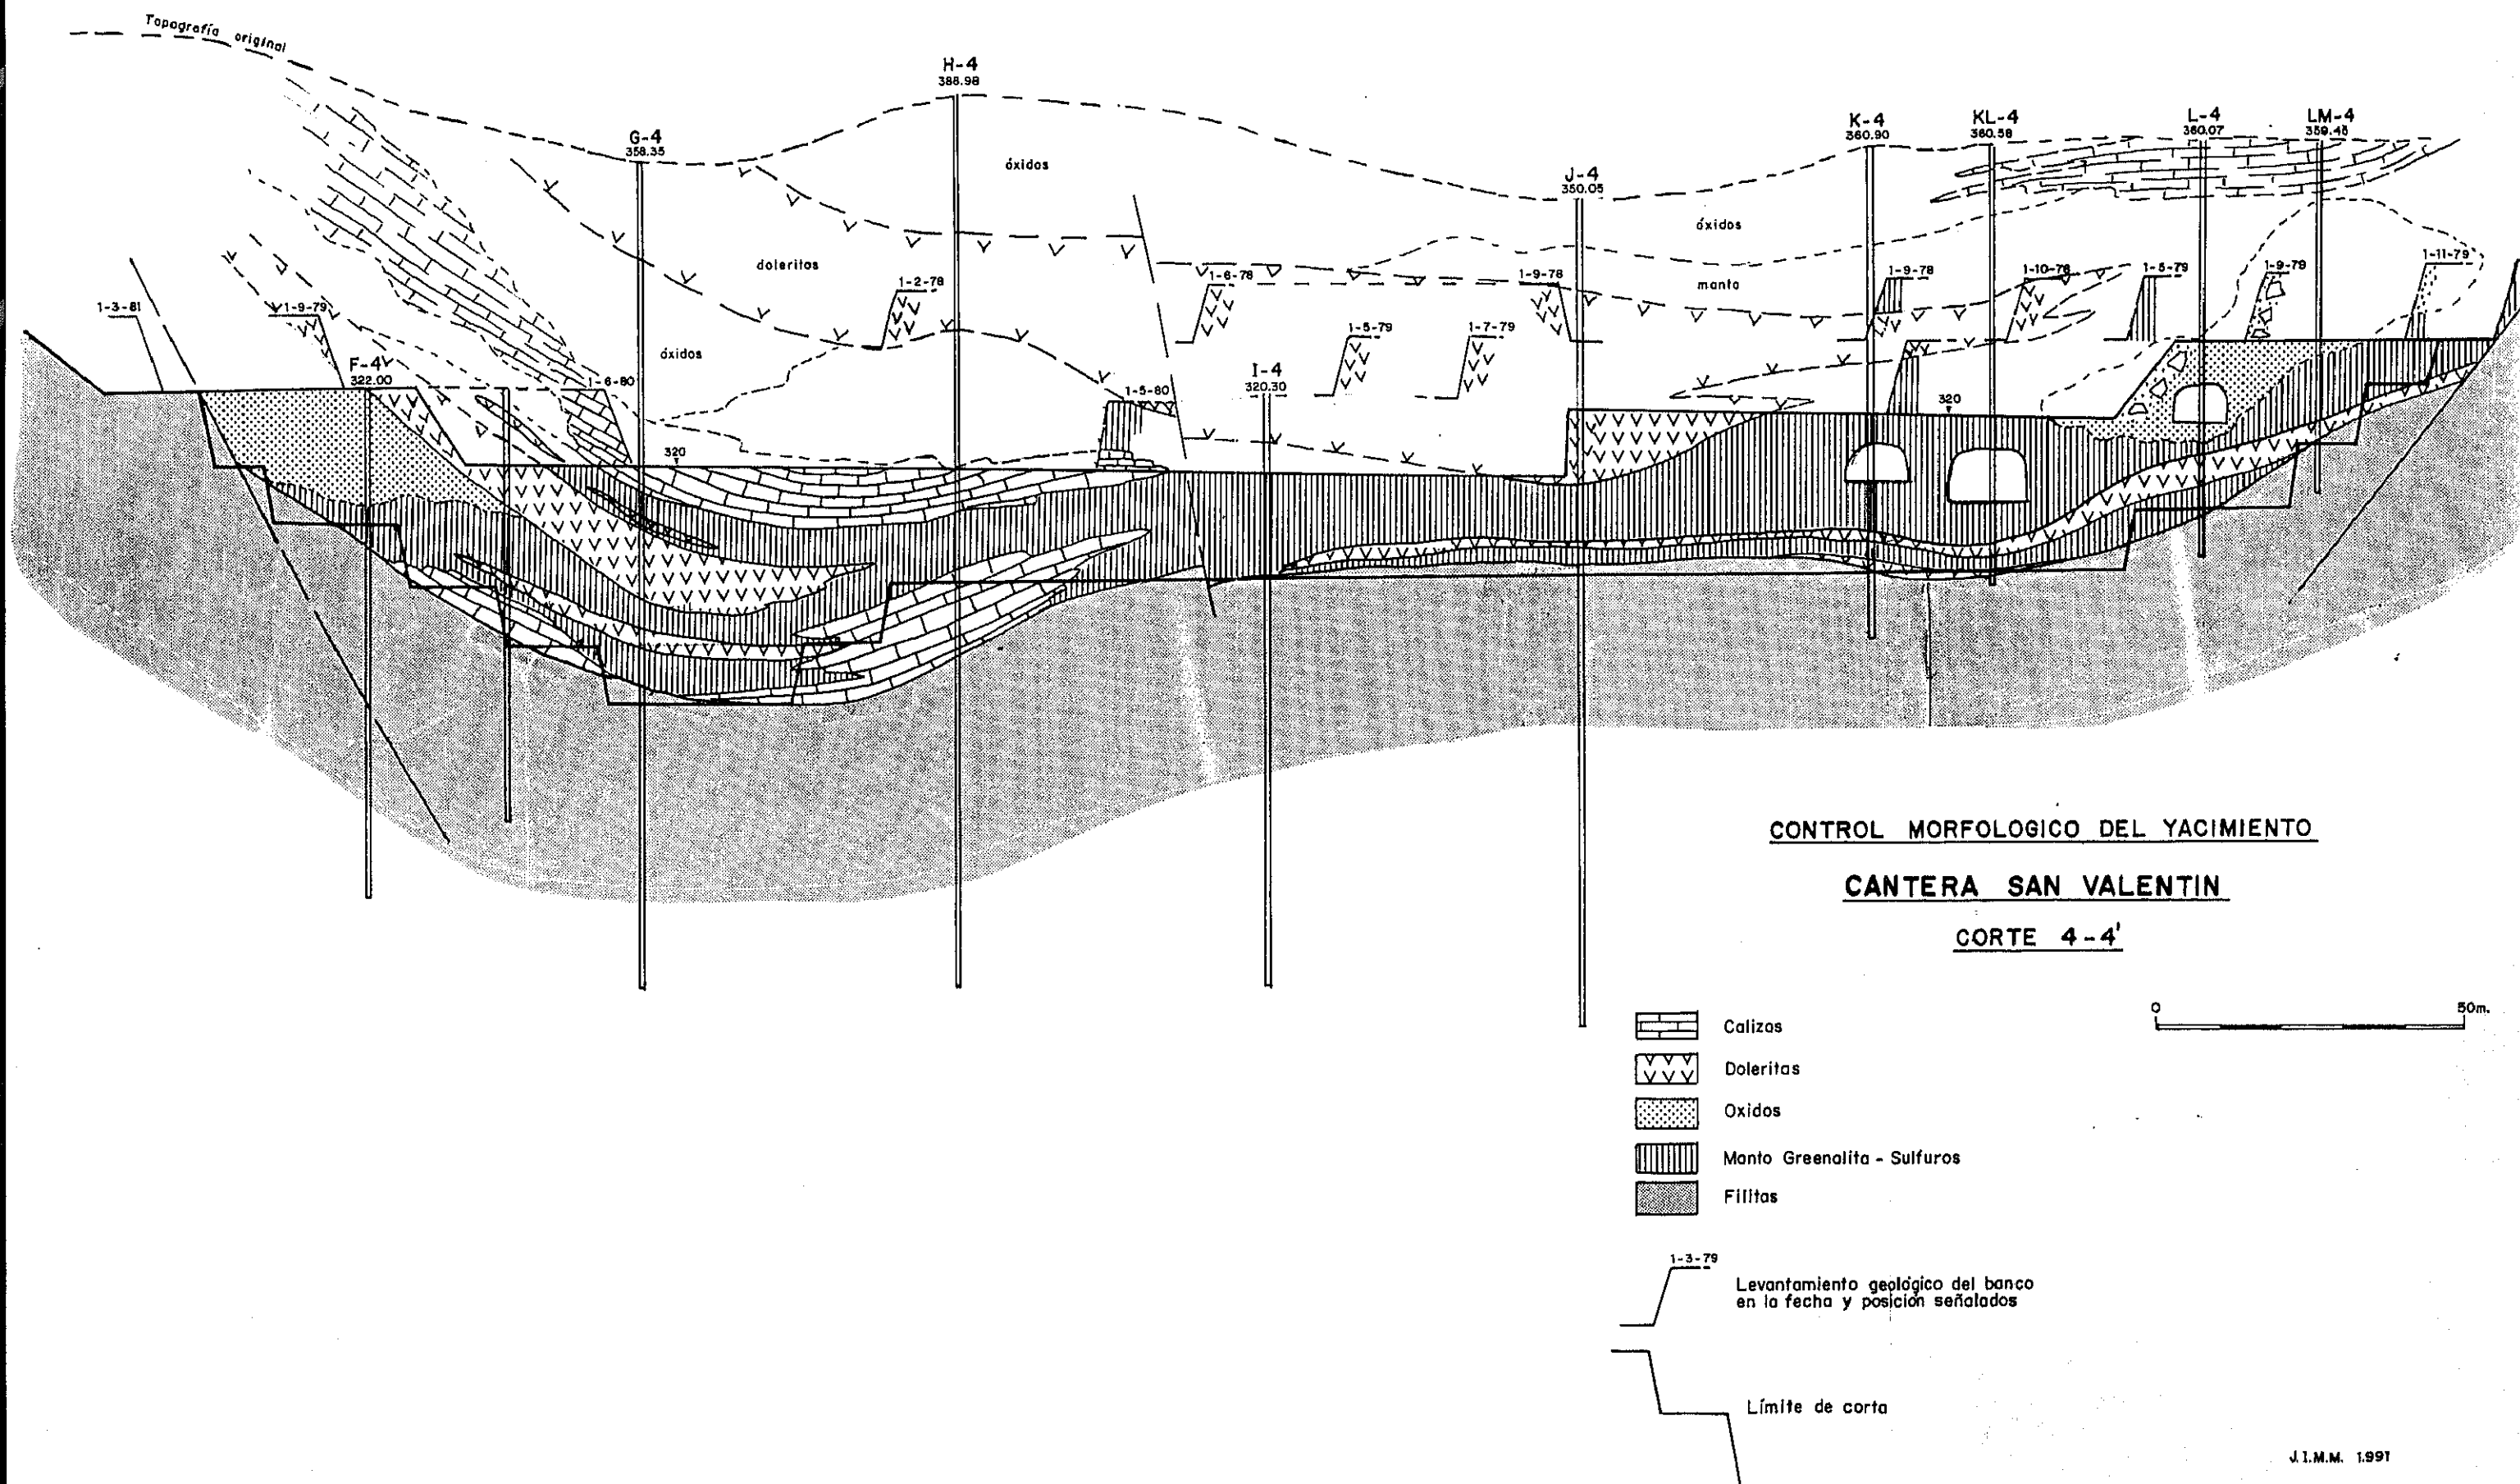 Topografía original
H-4
388.98
G-4
358.35
K-4
360.90
KL-4
360.58
L-4
360.07
LM-4
359.48
J-4
350.05
óxidos
óxidos
doleritas
manto
óxidos
1-3-81
1-9-79
1-2-78
1-6-78
1-9-78
1-9-78
1-10-78
1-5-79
1-9-79
1-11-79
1-5-79
1-7-79
F-4
322.00
1-6-80
1-5-80
I-4
320.30
320
320
CONTROL MORFOLOGICO DEL YACIMIENTO
CANTERA SAN VALENTIN
CORTE 4-4'
0 50m.
Calizas
Doleritas
Oxidos
Manto Greenalita - Sulfuros
Filitas
1-3-79
Levantamiento geológico del banco
en la fecha y posición señalados
Límite de corta
J.I.M.M. 1.991